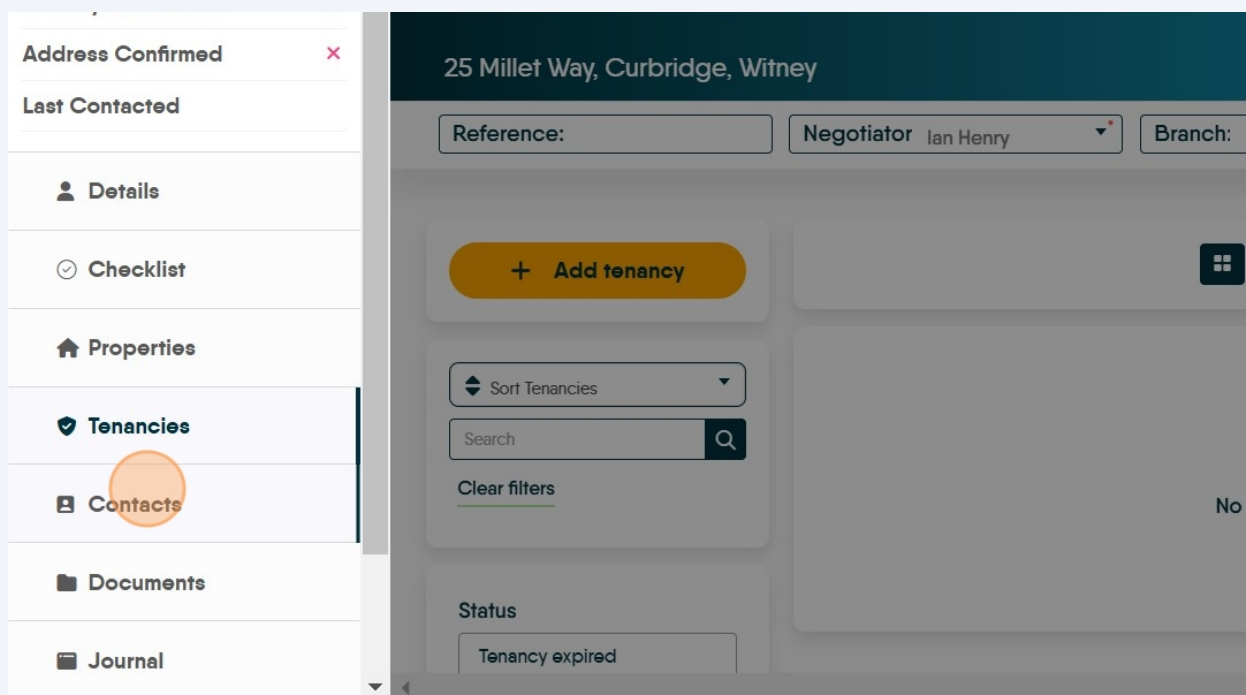 Address Confirmed
Last Contacted
Details
Checklist
Properties
Tenancies
Contacts
Documents
Journal
25 Millet Way, Curbridge, Witney
Reference:
Negotiator Ian Henry
Branch:
+ Add tenancy
Sort Tenancies
Search
Clear filters
No
Status
Tenancy expired